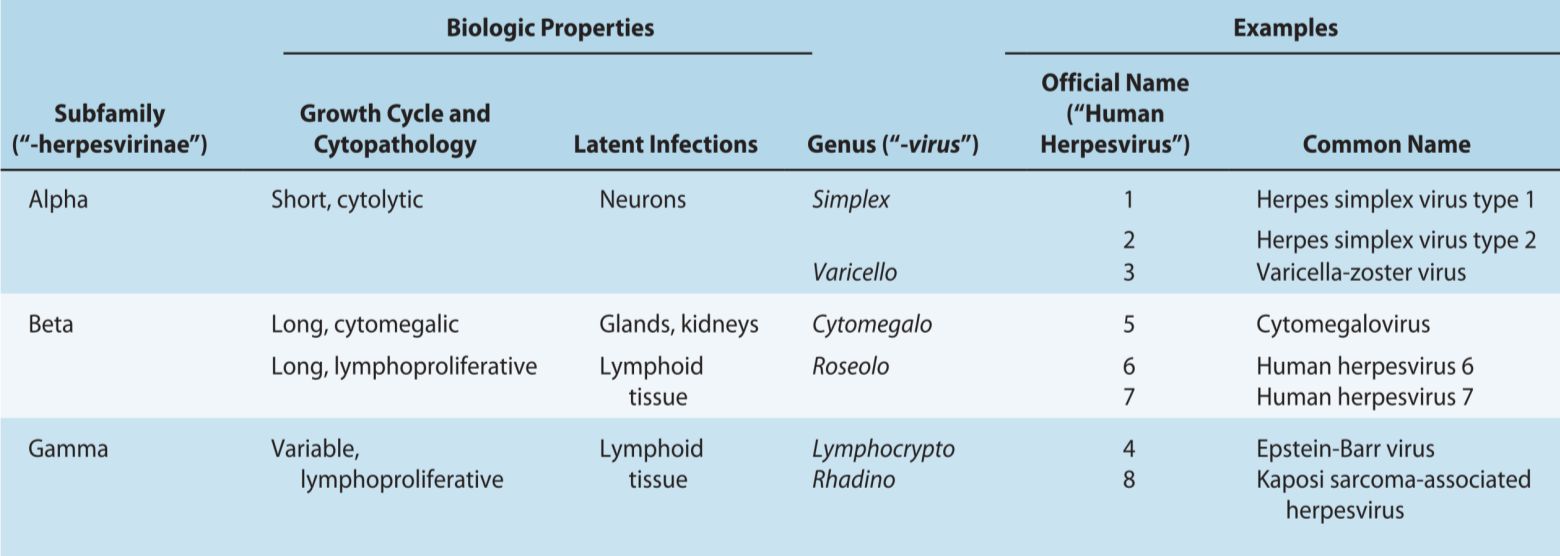 Biologic Properties Examples
Subfamily (“-herpesvirinae”) Growth Cycle and Cytopathology Latent Infections Genus (“-virus”) Official Name (“Human Herpesvirus”) Common Name
Alpha Short, cytolytic Neurons Simplex 1 Herpes simplex virus type 1
2 Herpes simplex virus type 2
Varicello 3 Varicella-zoster virus
Beta Long, cytomegalic Glands, kidneys Cytomegalo 5 Cytomegalovirus
Long, lymphoproliferative Lymphoid Roseolo 6 Human herpesvirus 6
tissue 7 Human herpesvirus 7
Gamma Variable, Lymphoid Lymphocrypto 4 Epstein-Barr virus
lymphoproliferative tissue Rhadino 8 Kaposi sarcoma-associated
herpesvirus